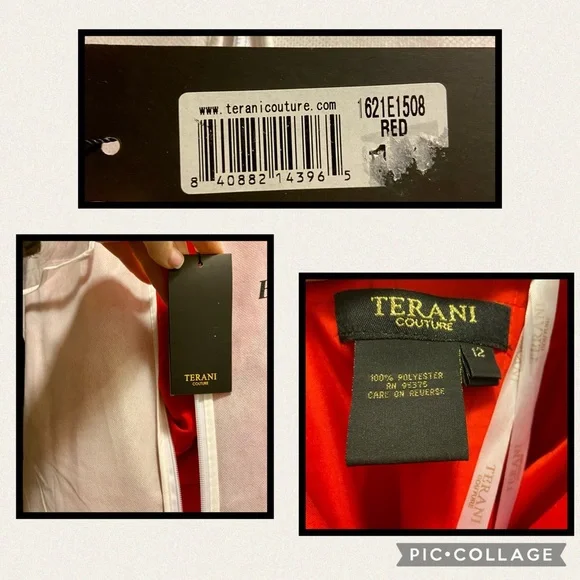 www.teranicouture.com
1621E1508
RED
8 40882 14396 5
TERANI
COUTURE
TERANI
COUTURE
12
100% POLYESTER
RN 95375
CARE ON REVERSE
TERANI
COUTURE
PIC•COLLAGE